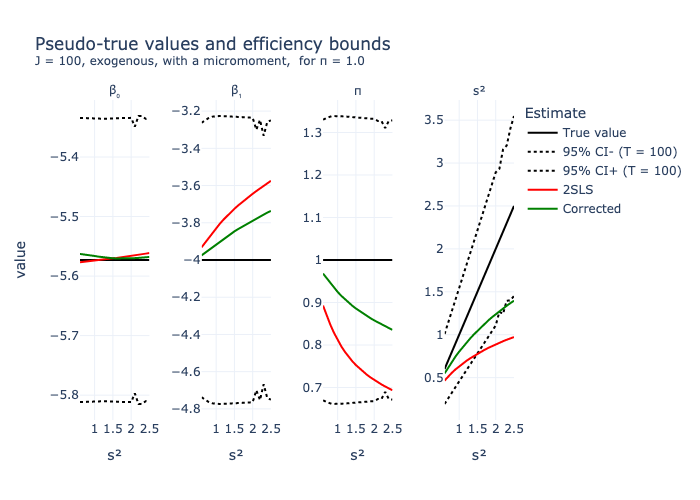 Pseudo-true values and efficiency bounds
J = 100, exogenous, with a micromoment, for π = 1.0
β₀
β₁
π
s²
value
−5.4
−5.5
−5.6
−5.7
−5.8
1 1.5 2 2.5
s²
−3.2
−3.4
−3.6
−3.8
−4
−4.2
−4.4
−4.6
−4.8
1 1.5 2 2.5
s²
1.3
1.2
1.1
1
0.9
0.8
0.7
1 1.5 2 2.5
s²
3.5
3
2.5
2
1.5
1
0.5
1 1.5 2 2.5
s²
Estimate
True value
95% CI- (T = 100)
95% CI+ (T = 100)
2SLS
Corrected